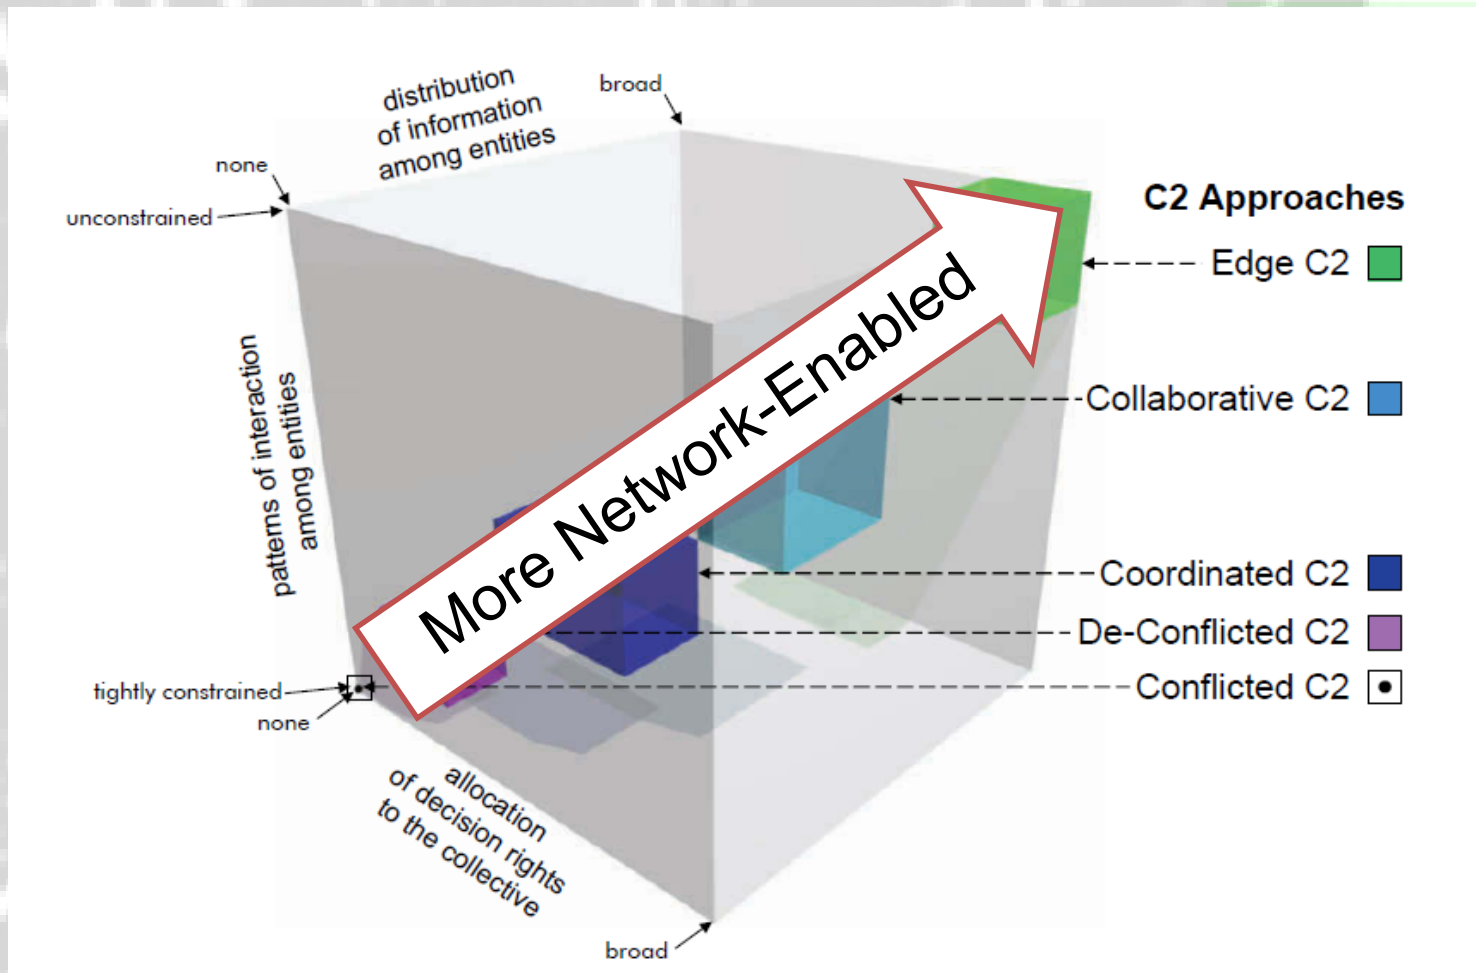 distribution
of information
among entities
broad
none
unconstrained
C2 Approaches
Edge C2
More Network-Enabled
Collaborative C2
patterns of interaction
among entities
Coordinated C2
De-Conflicted C2
Conflicted C2
tightly constrained
none
allocation
of decision rights
to the collective
broad